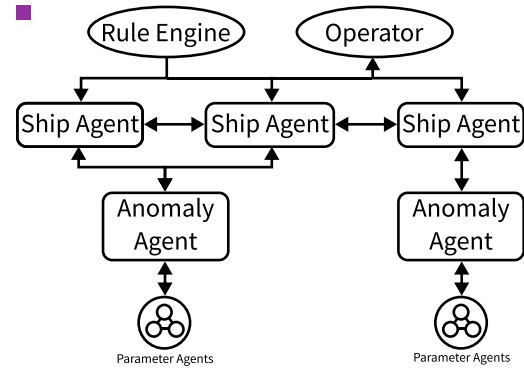 Rule Engine
Operator
Ship Agent
Ship Agent
Ship Agent
Anomaly
Agent
Anomaly
Agent
Parameter Agents
Parameter Agents